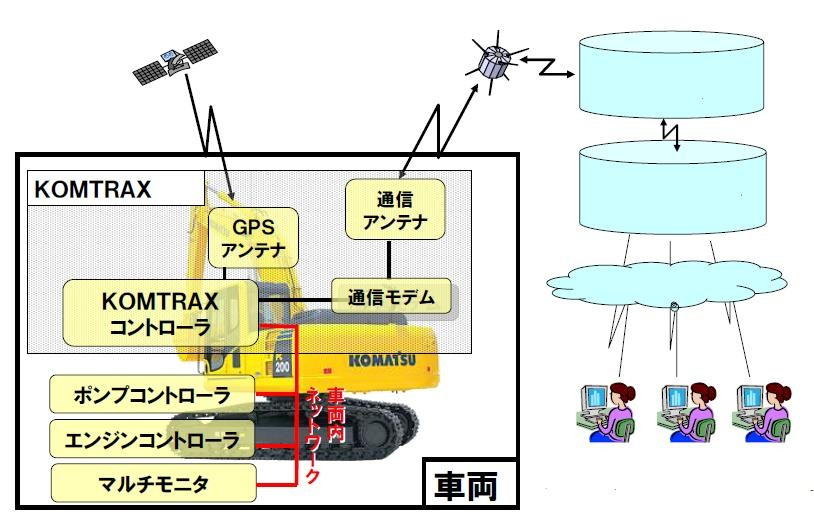 KOMTRAX
GPS
アンテナ
通信
アンテナ
KOMTRAX
コントローラ
通信モデム
200
KOMATSU
ポンプコントローラ
エンジンコントローラ
マルチモニタ
車両内
ネットワーク
車両